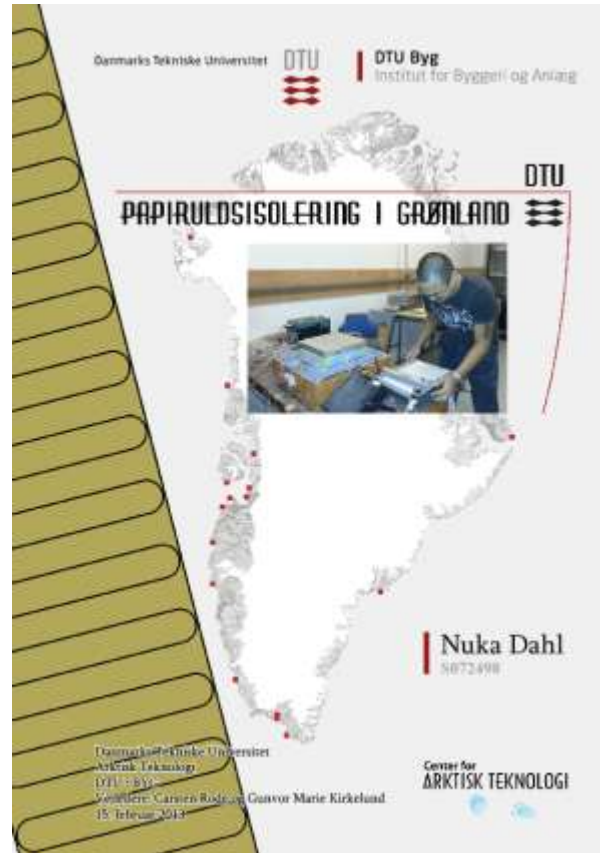 Danmarks Tekniske Universitet
DTU
DTU Byg
Institut for Byggeri og Anlæg
DTU
PAPIRULDSISOLERING I GRØNLAND
Nuka Dahl
S072498
Danmarks Tekniske Universitet
Arktisk Teknologi
DTU - BYG
Vejledere: Carsten Rode og Gunvor Marie Kirkelund
15. februar 2013
Center for
ARKTISK TEKNOLOGI